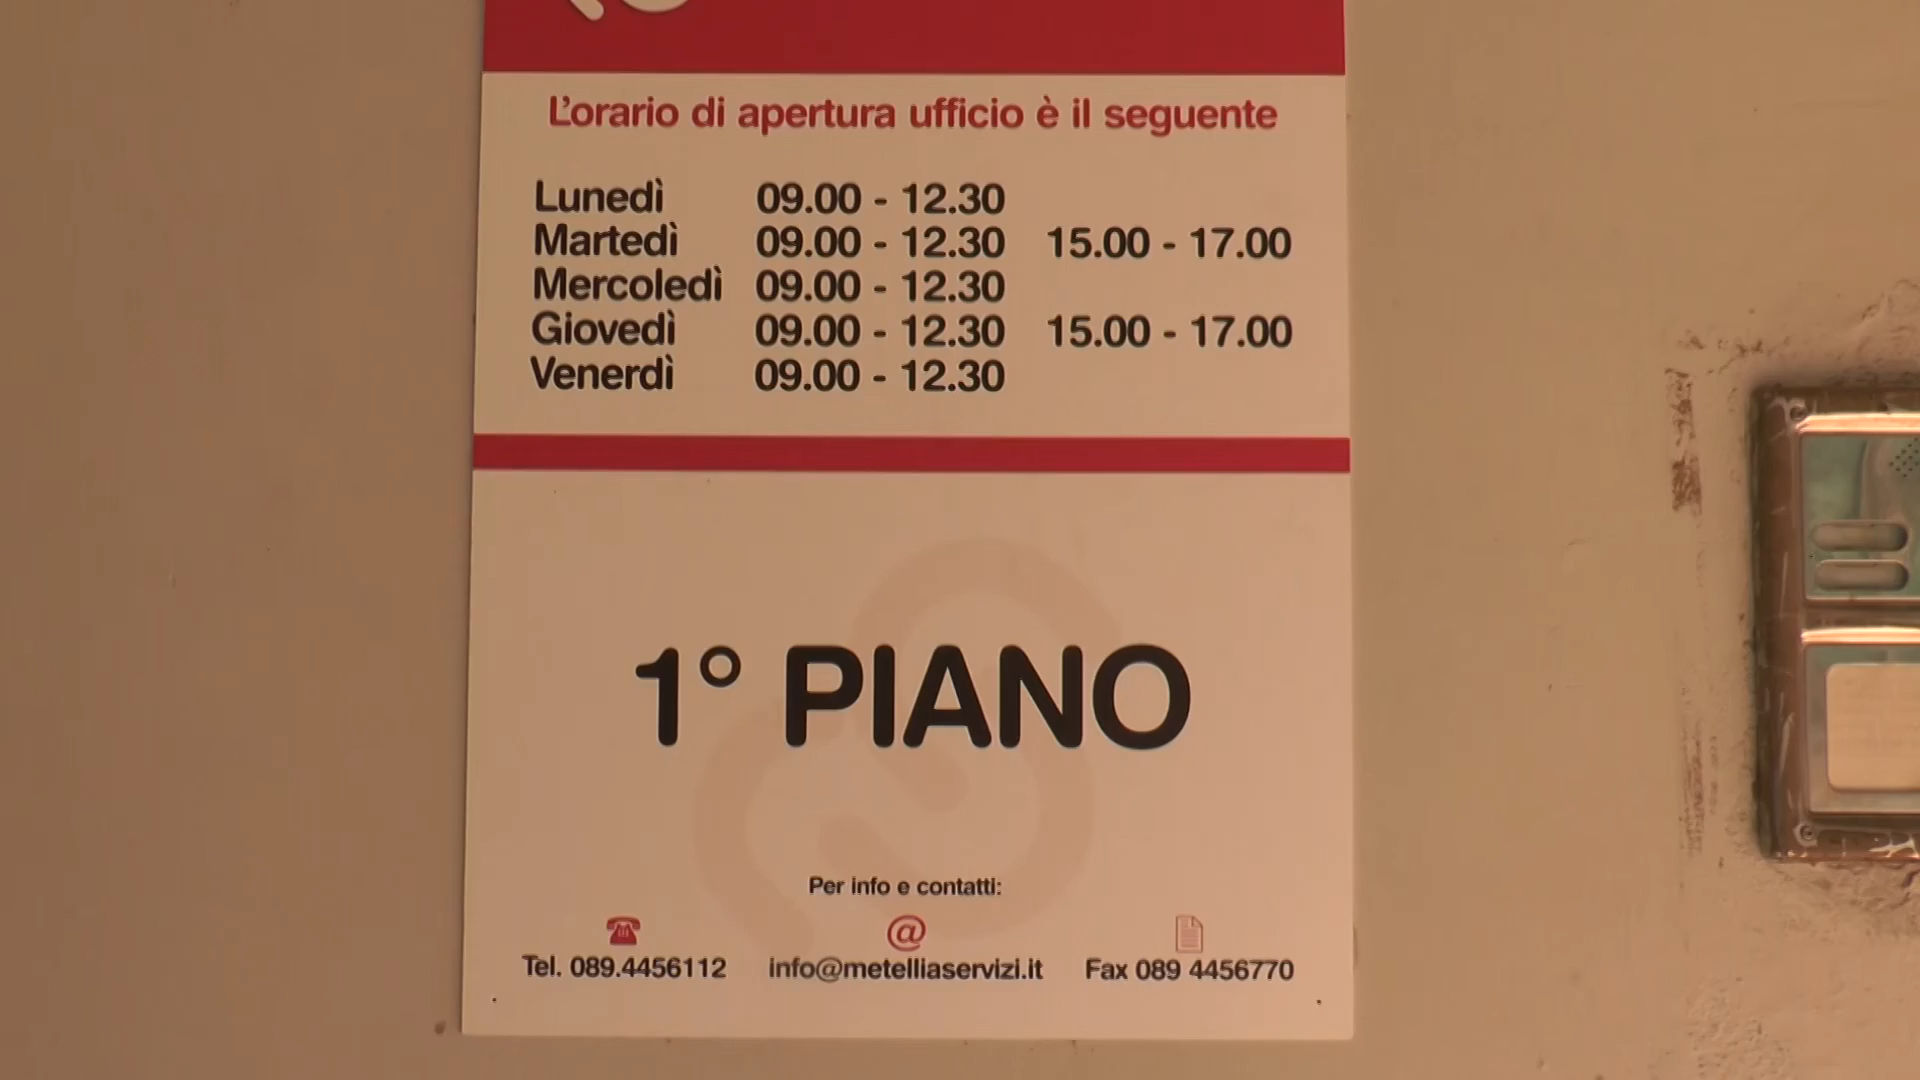 L'orario di apertura ufficio è il seguente
Lunedì 09.00 - 12.30
Martedì 09.00 - 12.30 15.00 - 17.00
Mercoledì 09.00 - 12.30
Giovedì 09.00 - 12.30 15.00 - 17.00
Venerdì 09.00 - 12.30
1° PIANO
Per info e contatti:
@
Tel. 089.4456112 info@metelliaservizi.it Fax 089 4456770